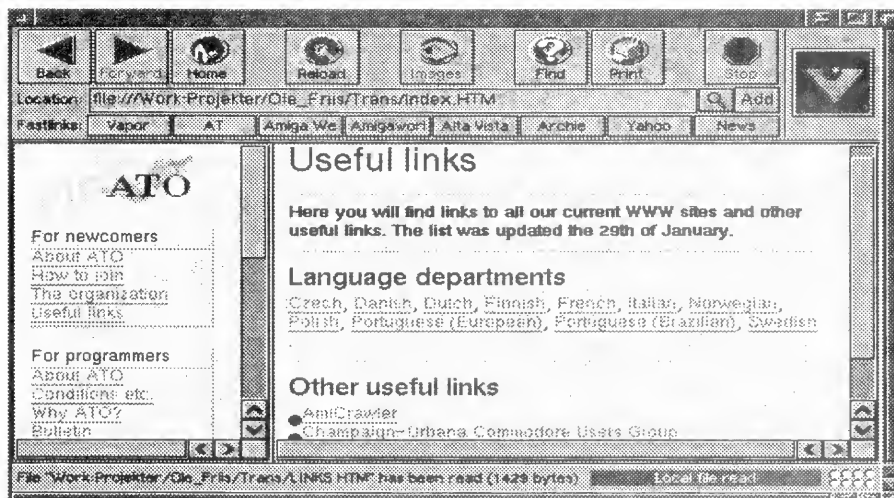 Back Forward Home Reload Images Find Print Stop
Location: file:///Work:Projekter/Ole_Friis/Trans/Index.HTM Add
Fastlinks: Vapor AT Amiga We Amigaworl Alta Vista Archie Yahoo News
ATO
For newcomers
About ATO
How to join
The organization
Useful links
For programmers
About ATO
Conditions etc.
Why ATO?
Bulletin
Useful links
Here you will find links to all our current WWW sites and other
useful links. The list was updated the 29th of January.
Language departments
Czech, Danish, Dutch, Finnish, French, Italian, Norwegian,
Polish, Portuguese (European), Portuguese (Brazilian), Swedish
Other useful links
AmiCrawler
Champaign-Urbana Commodore Users Group
File "Work:Projekter/Ole_Friis/Trans/LINKS.HTM" has been read (1429 bytes) Local file read